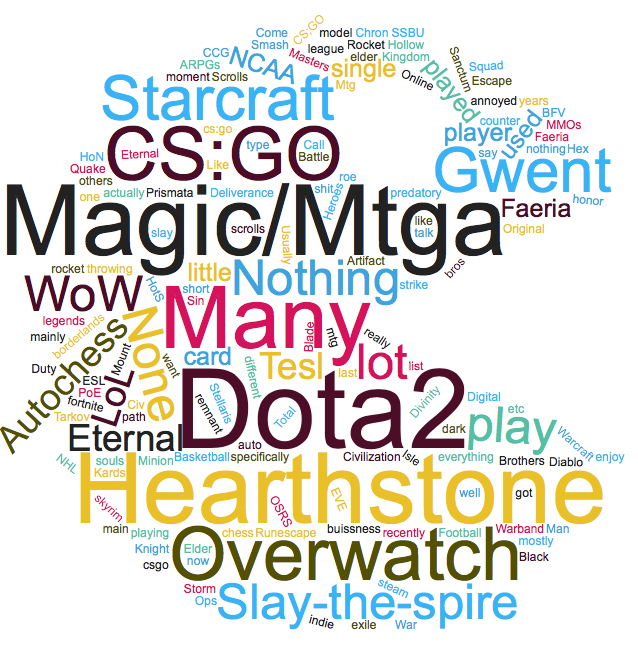 Come
CS:GO
model
Chron
SSBU
Smash
league
Rocket
Hollow
CCG
NCAA
Masters
elder
Kingdom
ARPGs
single
Sanctum
Squad
moment
Scrolls
Mtg
Online
played
Escape
Starcraft
annoyed
years
counter
BFV
cs:go
type
Call
player
used
MMOs
Faeria
HoN
CS:GO
Eternal
Like
Battle
say
nothing
Hex
Quake
others
roe
Gwent
one
actually
Prismata
Deliverance
shit
Heroes
predatory
honor
Magic/Mtga
like
talk
Faeria
slay
scrolls
Usually
Original
Artifact
bros
rocket
throwing
HotS
little
Nothing
strike
WoW
short
Sin
legends
Many
mainly
borderlands
Autochess
None
Blade
mtg
really
Duty
Mount
want
card
different
Tesl
last
lot
list
ESL
LoL
PoE
fortnite
Civ
path
Tarkov
Stellaris
remnant
Dota2
Total
Divinity
etc
Digital
dark
play
Eternal
auto
Warcraft
NHL
souls
Minion
Basketball
specifically
Civilization
Isle
everything
Brothers
Diablo
enjoy
Kards
Hearthstone
skyrim
OSRS
EVE
well
got
main
playing
chess
Runescape
buissness
recently
Football
Warband
Man
mostly
Knight
Elder
now
Overwatch
csgo
Black
Storm
Ops
Slay-the-spire
steam
indie
exile
War